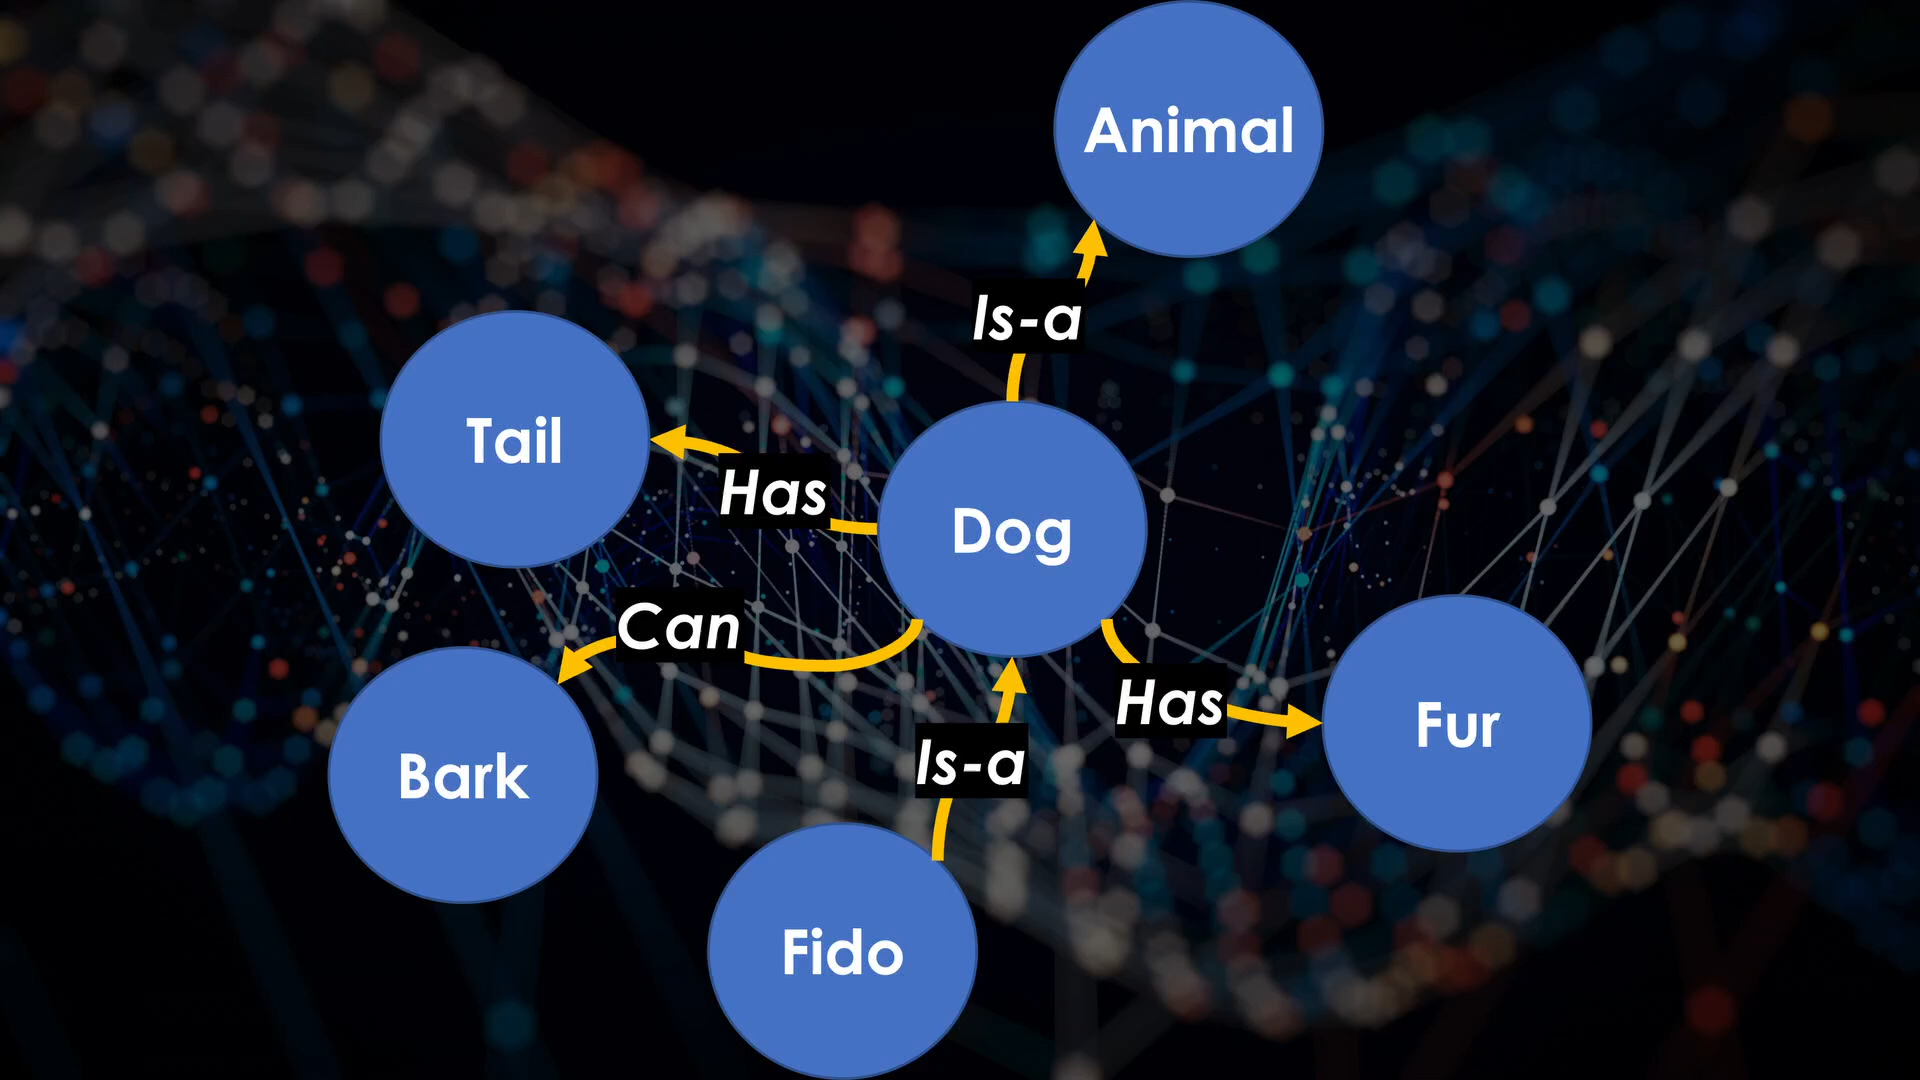 Animal
Is-a
Tail
Has
Dog
Can
Has
Fur
Is-a
Bark
Fido